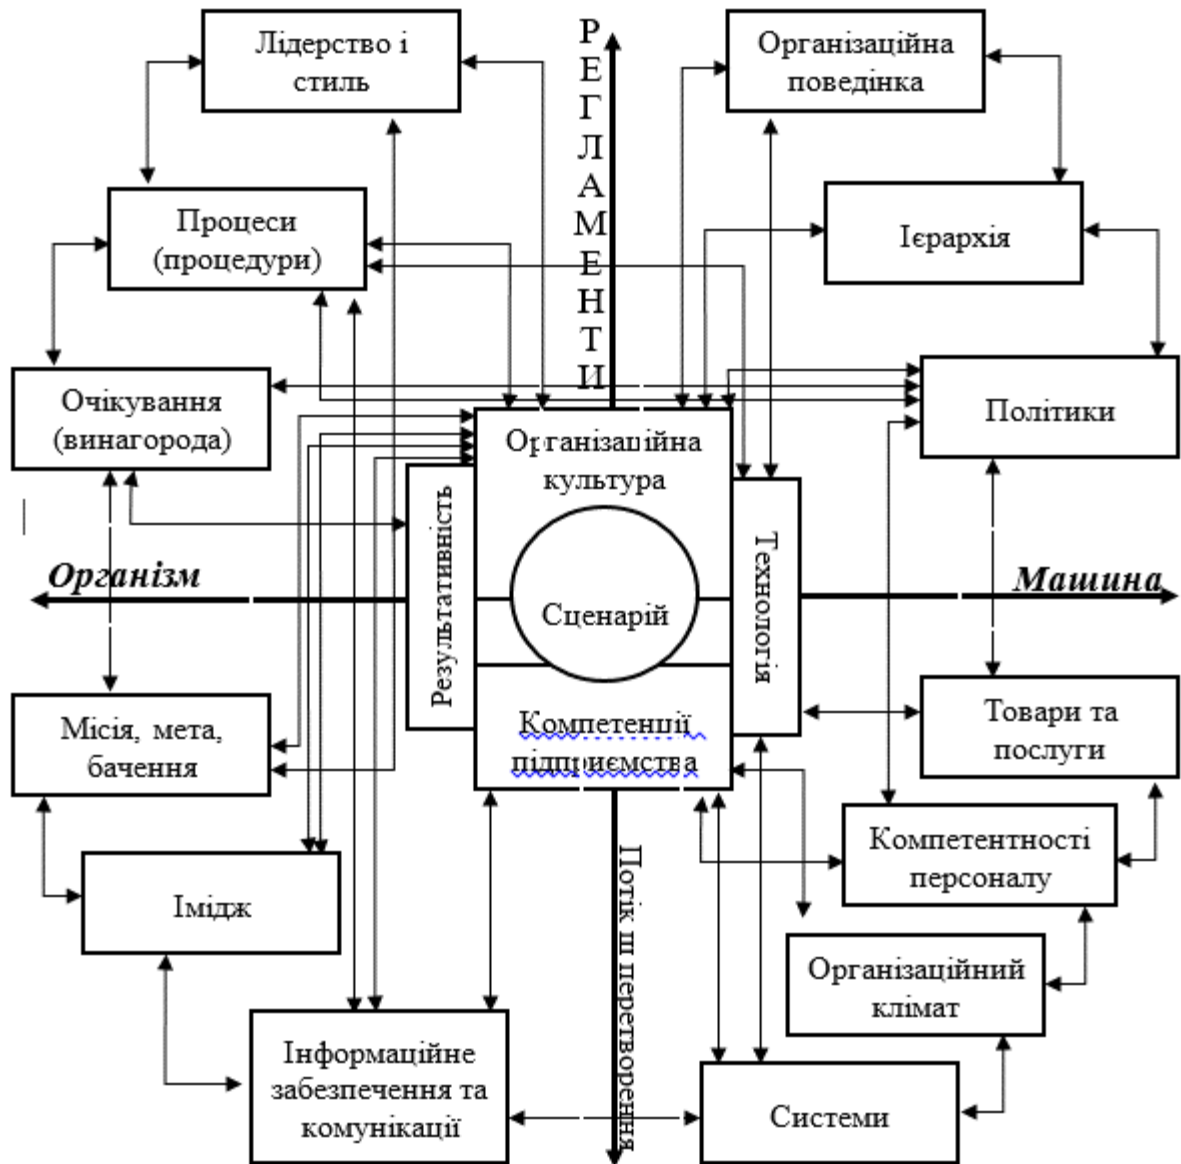 Лідерство і
стиль
РЕГЛАМЕНТИ
Організаційна
поведінка
Процеси
(процедури)
Ієрархія
Очікування
(винагорода)
Політики
Організаційна
культура
Результативність
Технологія
Організм
Машина
Сценарій
Місія, мета,
бачення
Компетенції
підприємства
Товари та
послуги
Компетентності
персоналу
Імідж
Потік
перетворення
Організаційний
клімат
Інформаційне
забезпечення та
комунікації
Системи